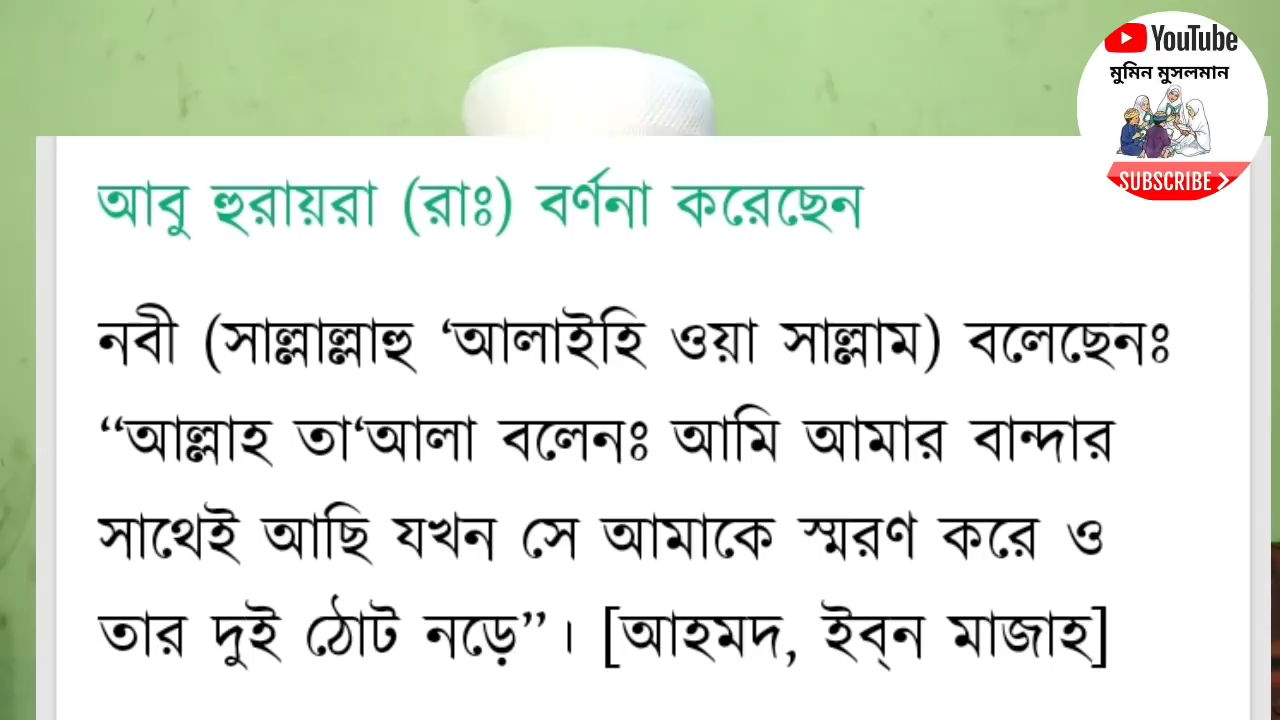 YouTube
মুমিন মুসলমান
SUBSCRIBE
আবু হুরায়রা (রাঃ) বর্ণনা করেছেন
নবী (সাল্লাল্লাহু ‘আলাইহি ওয়া সাল্লাম) বলেছেনঃ
“আল্লাহ তা‘আলা বলেনঃ আমি আমার বান্দার
সাথেই আছি যখন সে আমাকে স্মরণ করে ও
তার দুই ঠোট নড়ে”। [আহমদ, ইব্‌ন মাজাহ]